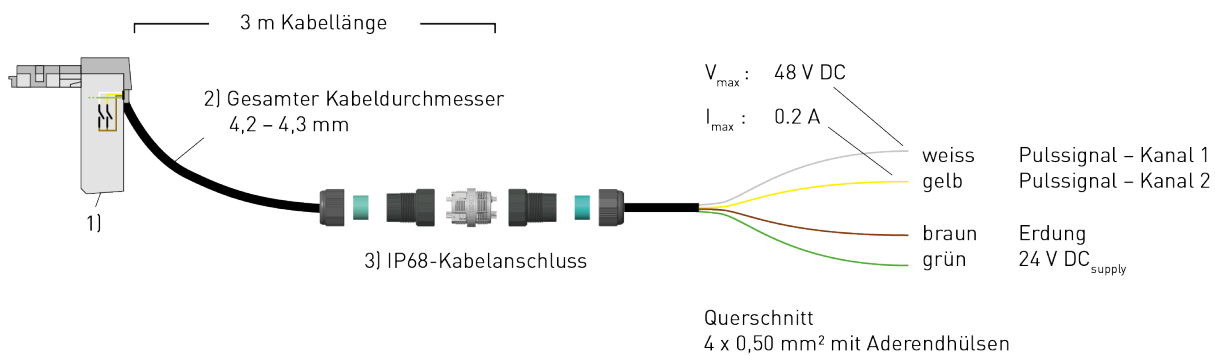 3 m Kabellänge
2) Gesamter Kabeldurchmesser
4,2 – 4,3 mm
1)
3) IP68-Kabelanschluss
Vmax : 48 V DC
Imax : 0.2 A
weiss Pulssignal – Kanal 1
gelb Pulssignal – Kanal 2
braun Erdung
grün 24 V DCsupply
Querschnitt
4 x 0,50 mm² mit Aderendhülsen